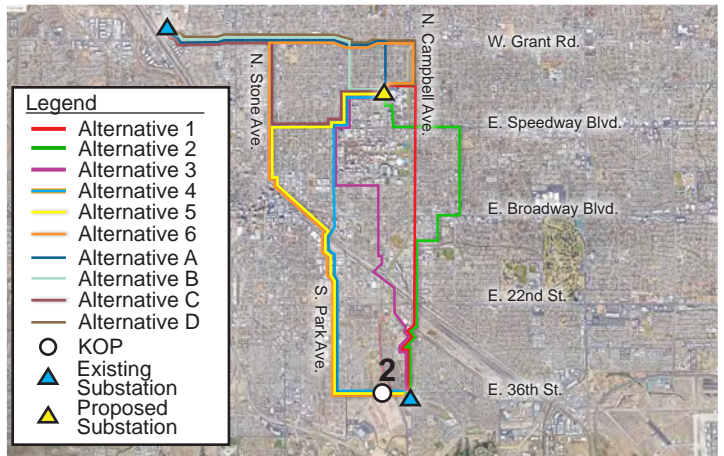 W. Grant Rd.
N. Campbell Ave.
N. Stone Ave.
Legend
Alternative 1
Alternative 2
Alternative 3
Alternative 4
Alternative 5
Alternative 6
Alternative A
Alternative B
Alternative C
Alternative D
KOP
Existing
Substation
Proposed
Substation
E. Speedway Blvd.
E. Broadway Blvd.
E. 22nd St.
S. Park Ave.
2
E. 36th St.